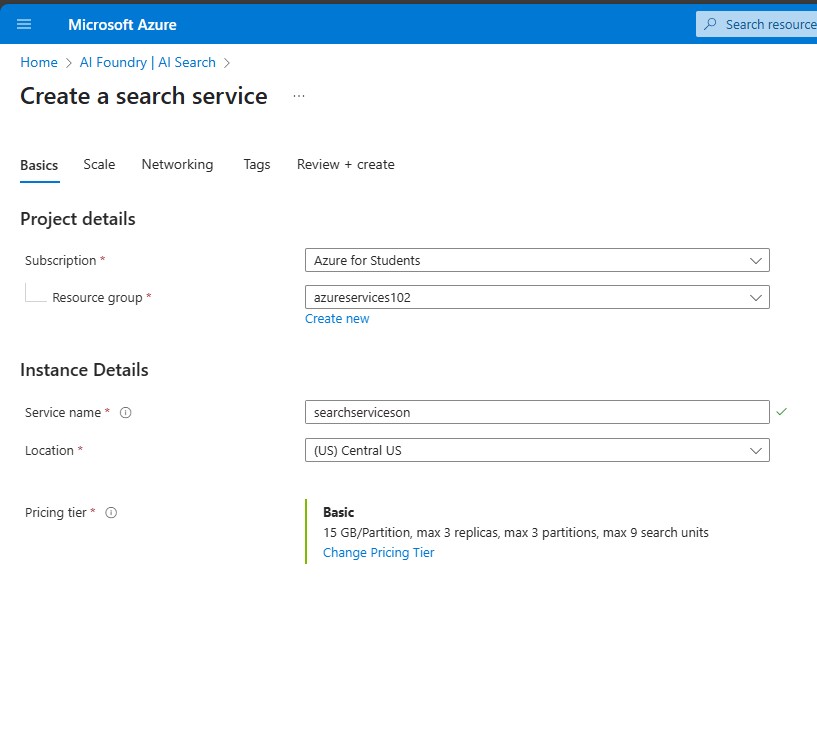 Microsoft Azure
Search resource
Home > AI Foundry | AI Search >
Create a search service ...
Basics Scale Networking Tags Review + create
Project details
Subscription * Azure for Students
Resource group * azureservices102
Create new
Instance Details
Service name * searchserviceson
Location * (US) Central US
Pricing tier * Basic
15 GB/Partition, max 3 replicas, max 3 partitions, max 9 search units
Change Pricing Tier